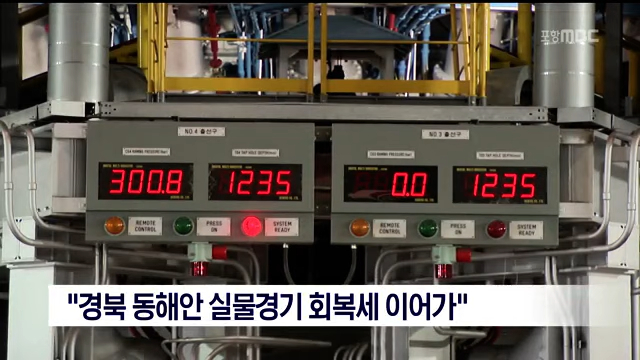 포항MBC
NO.4 출선구
NO.3 출선구
300.8
1235
0.0
1235
REMOTE CONTROL
PRESS ON
SYSTEM READY
REMOTE CONTROL
PRESS ON
SYSTEM READY
"경북 동해안 실물경기 회복세 이어가"